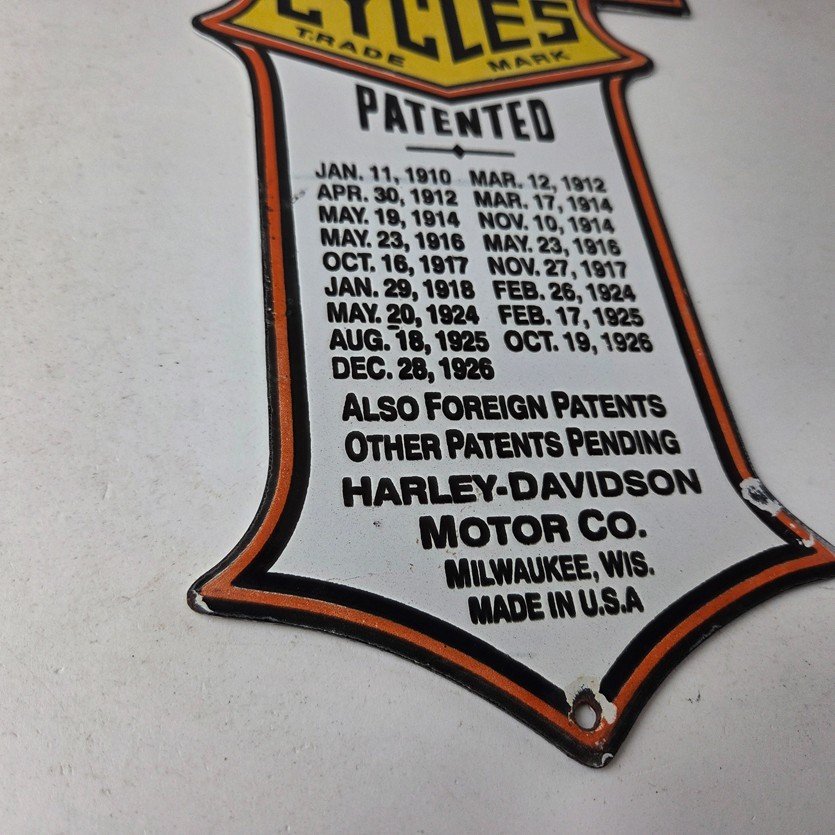 CYCLES
TRADE MARK
PATENTED
JAN. 11, 1910 MAR. 12, 1912
APR. 30, 1912 MAR. 17, 1914
MAY. 19, 1914 NOV. 10, 1914
MAY. 23, 1916 MAY. 23, 1916
OCT. 16, 1917 NOV. 27, 1917
JAN. 29, 1918 FEB. 26, 1924
MAY. 20, 1924 FEB. 17, 1925
AUG. 18, 1925 OCT. 19, 1926
DEC. 28, 1926
ALSO FOREIGN PATENTS
OTHER PATENTS PENDING
HARLEY-DAVIDSON
MOTOR CO.
MILWAUKEE, WIS.
MADE IN U.S.A